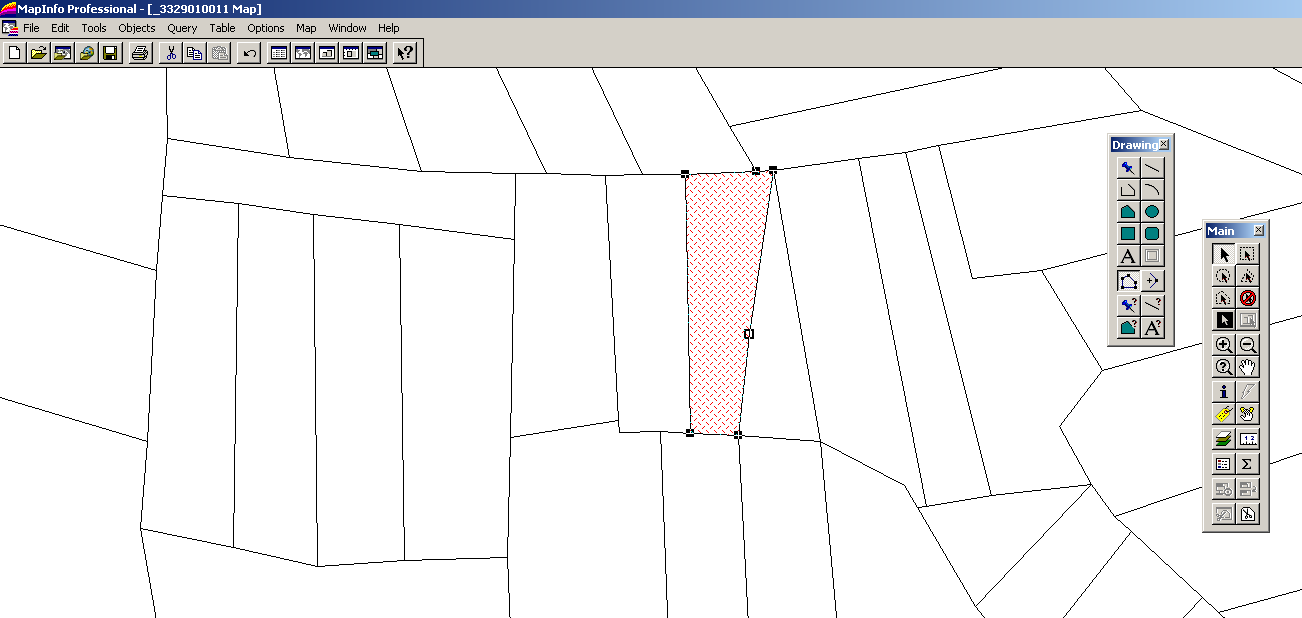 MapInfo Professional - [_3329010011 Map]
File Edit Tools Objects Query Table Options Map Window Help
Drawing
Main